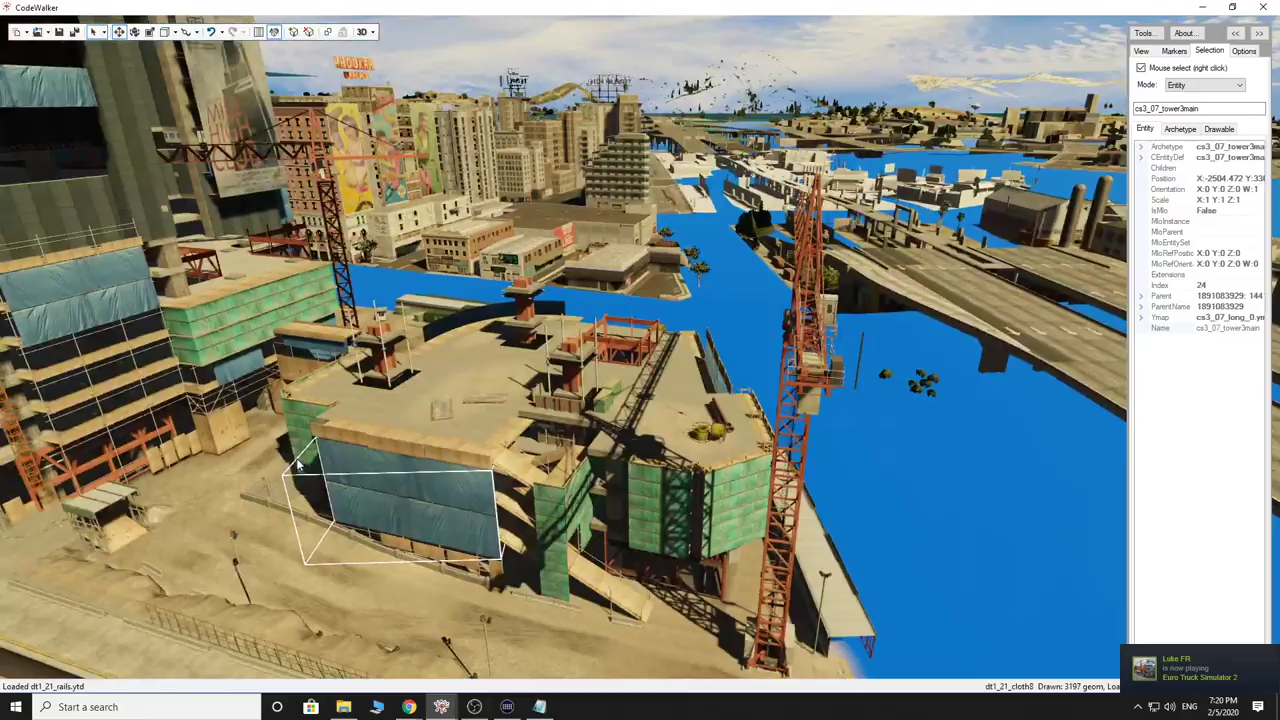 CodeWalker
3D
Tools... About... << >>
View Markers Selection Options
Mouse select (right click)
Mode: Entity
cs3_07_tower3main
Entity Archetype Drawable
Archetype cs3_07_tower3ma
CEntityDef cs3_07_tower3ma
Children
Position X:-2504.472 Y:33
Orientation X:0 Y:0 Z:0 W:1
Scale X:1 Y:1 Z:1
IsMlo False
MloInstance
MloParent
MloEntitySet
MloRefPositic X:0 Y:0 Z:0
MloRefOrient X:0 Y:0 Z:0 W:0
Extensions
Index 24
Parent 1891083929: 144
ParentName 1891083929
Ymap cs3_07_long_0.ym
Name cs3_07_tower3main
Luke FR
is now playing
Euro Truck Simulator 2
Loaded dt1_21_rails.ytd
dt1_21_cloth8 Drawn: 3197 geom, Loa
Start a search
ENG
7:20 PM
2/5/2020